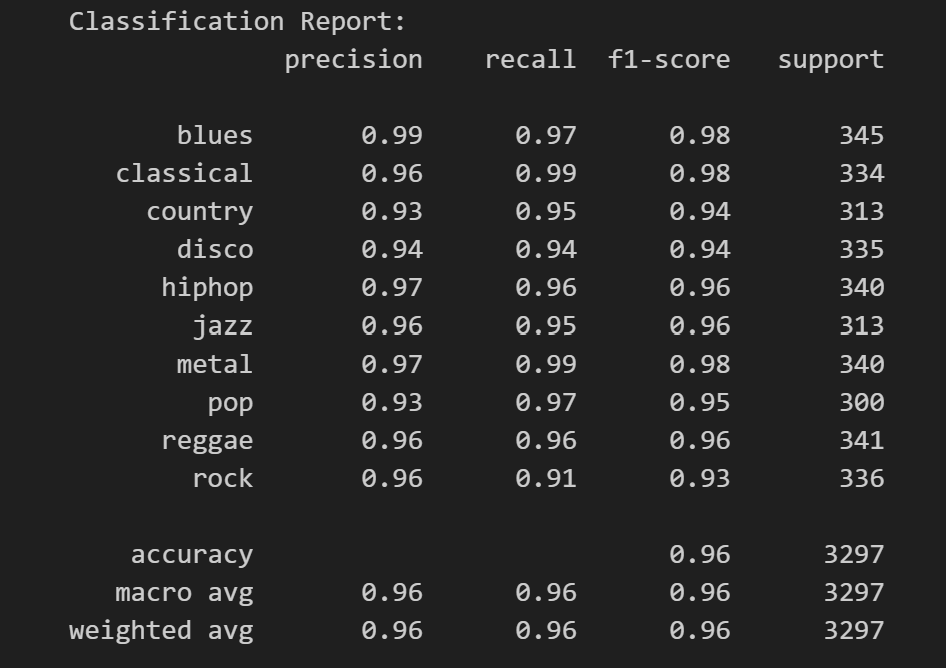 Classification Report:
precision recall f1-score support
blues 0.99 0.97 0.98 345
classical 0.96 0.99 0.98 334
country 0.93 0.95 0.94 313
disco 0.94 0.94 0.94 335
hiphop 0.97 0.96 0.96 340
jazz 0.96 0.95 0.96 313
metal 0.97 0.99 0.98 340
pop 0.93 0.97 0.95 300
reggae 0.96 0.96 0.96 341
rock 0.96 0.91 0.93 336
accuracy 0.96 3297
macro avg 0.96 0.96 0.96 3297
weighted avg 0.96 0.96 0.96 3297